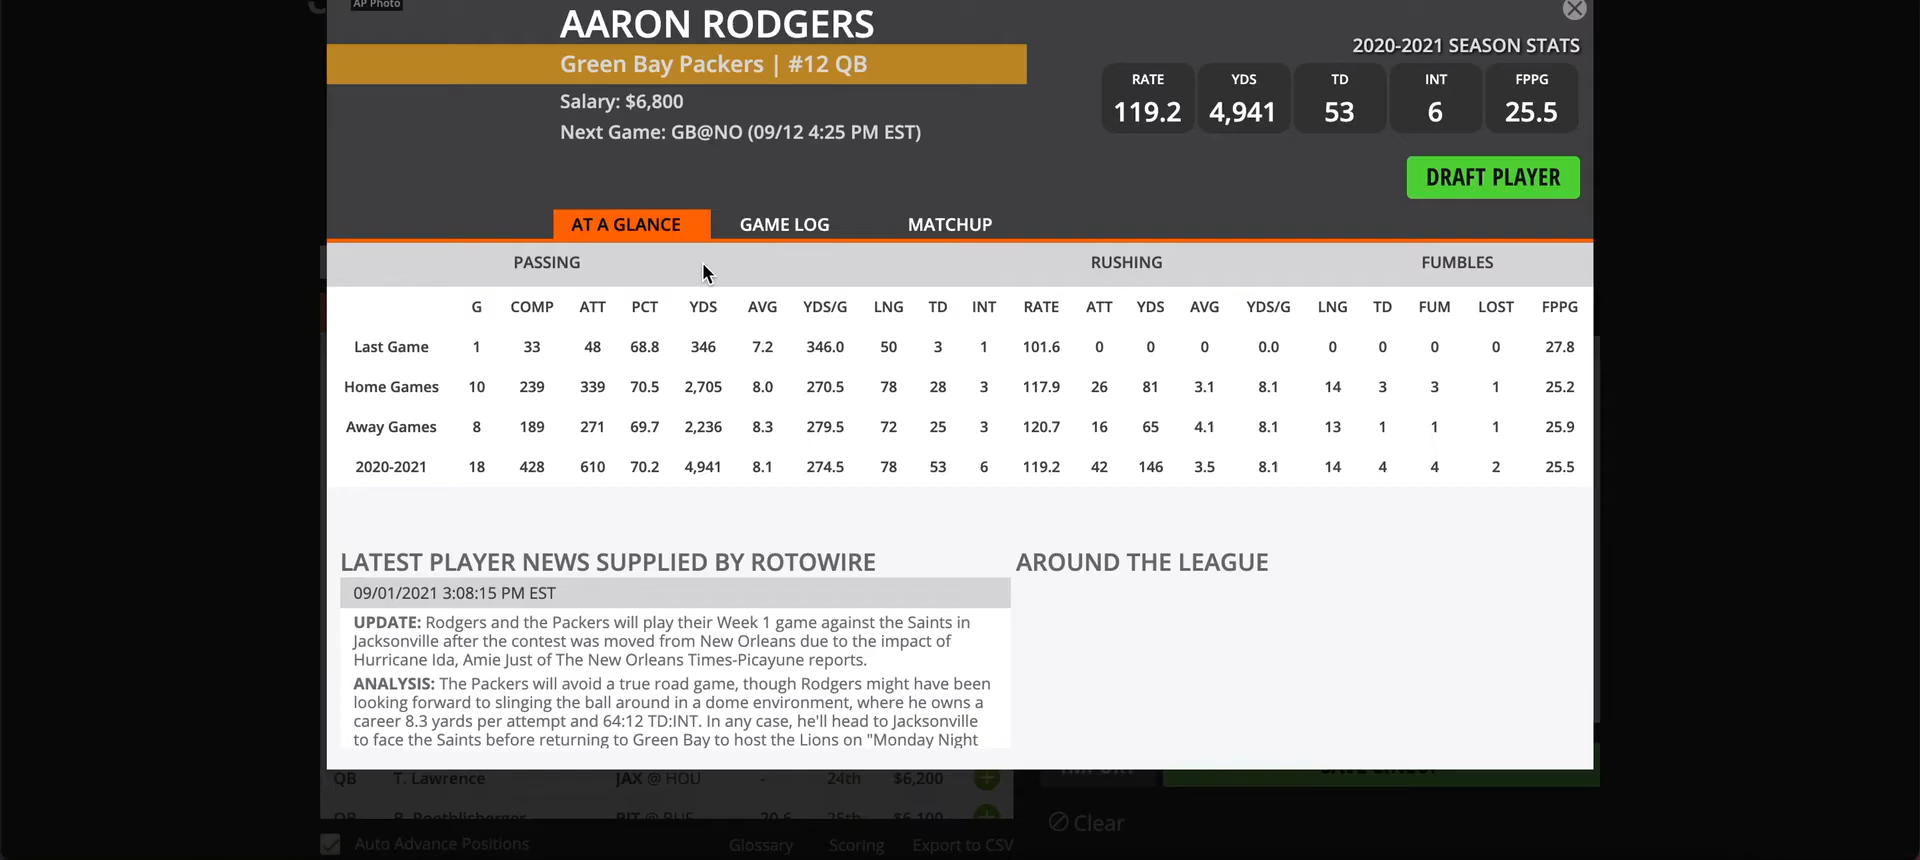 AP Photo
AARON RODGERS
Green Bay Packers | #12 QB
Salary: $6,800
Next Game: GB@NO (09/12 4:25 PM EST)
2020-2021 SEASON STATS
RATE YDS TD INT FPPG
119.2 4,941 53 6 25.5
DRAFT PLAYER
AT A GLANCE GAME LOG MATCHUP
PASSING RUSHING FUMBLES
G COMP ATT PCT YDS AVG YDS/G LNG TD INT RATE ATT YDS AVG YDS/G LNG TD FUM LOST FPPG
Last Game 1 33 48 68.8 346 7.2 346.0 50 3 1 101.6 0 0 0 0.0 0 0 0 0 27.8
Home Games 10 239 339 70.5 2,705 8.0 270.5 78 28 3 117.9 26 81 3.1 8.1 14 3 3 1 25.2
Away Games 8 189 271 69.7 2,236 8.3 279.5 72 25 3 120.7 16 65 4.1 8.1 13 1 1 1 25.9
2020-2021 18 428 610 70.2 4,941 8.1 274.5 78 53 6 119.2 42 146 3.5 8.1 14 4 4 2 25.5
LATEST PLAYER NEWS SUPPLIED BY ROTOWIRE
09/01/2021 3:08:15 PM EST
UPDATE: Rodgers and the Packers will play their Week 1 game against the Saints in
Jacksonville after the contest was moved from New Orleans due to the impact of
Hurricane Ida, Amie Just of The New Orleans Times-Picayune reports.
ANALYSIS: The Packers will avoid a true road game, though Rodgers might have been
looking forward to slinging the ball around in a dome environment, where he owns a
career 8.3 yards per attempt and 64:12 TD:INT. In any case, he'll head to Jacksonville
to face the Saints before returning to Green Bay to host the Lions on "Monday Night
AROUND THE LEAGUE
QB T. Lawrence JAX @ HOU - 24th $6,200
QB B. Roethlisberger PIT @ BUF 20.6 25th $6,100
IMPORT SAVE LINEUP
Clear
Auto Advance Positions Glossary Scoring Export to CSV